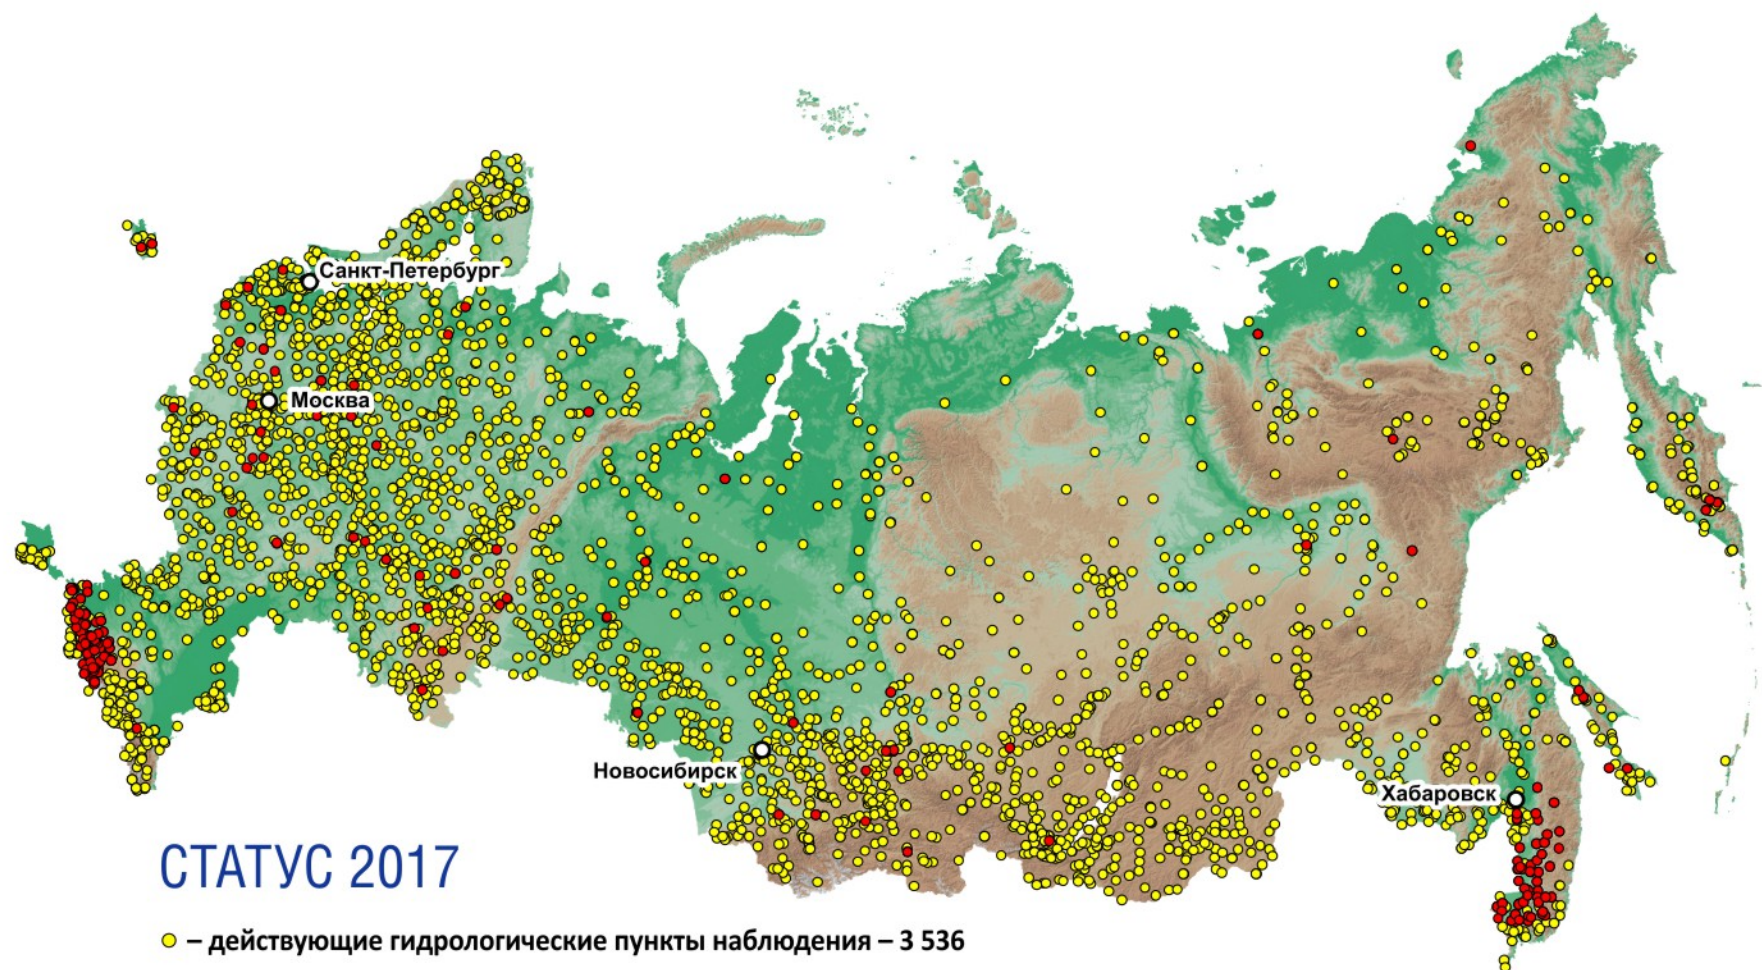 Санкт-Петербург
Москва
Новосибирск
Хабаровск
СТАТУС 2017
– действующие гидрологические пункты наблюдения – 3 536